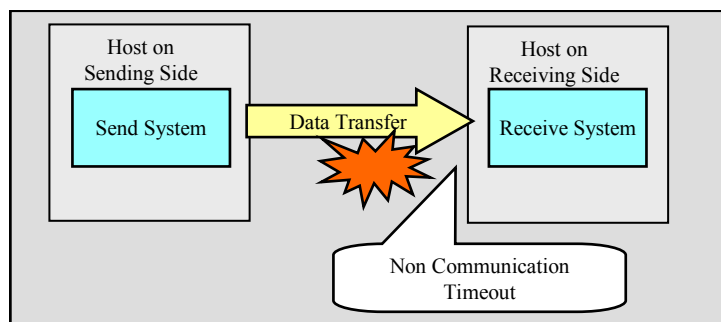 Host on
Sending Side
Send System
Data Transfer
Host on
Receiving Side
Receive System
Non Communication
Timeout